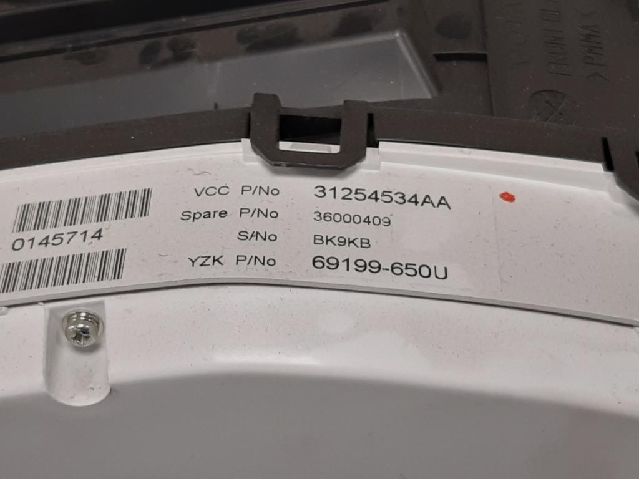 VCC P/No 31254534AA
Spare P/No 36000409
S/No BK9KB
YZK P/No 69199-650U
0145714